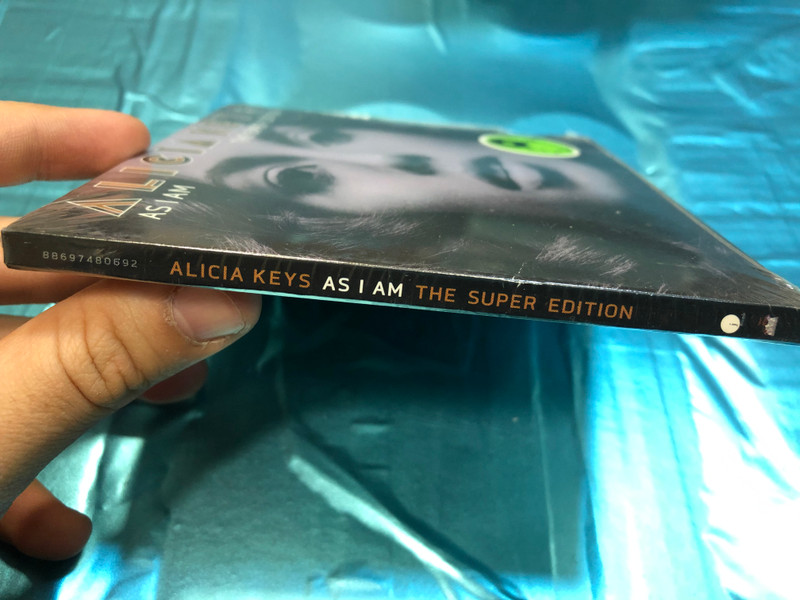 ALICIA
AS I AM
88697480692 ALICIA KEYS AS I AM THE SUPER EDITION